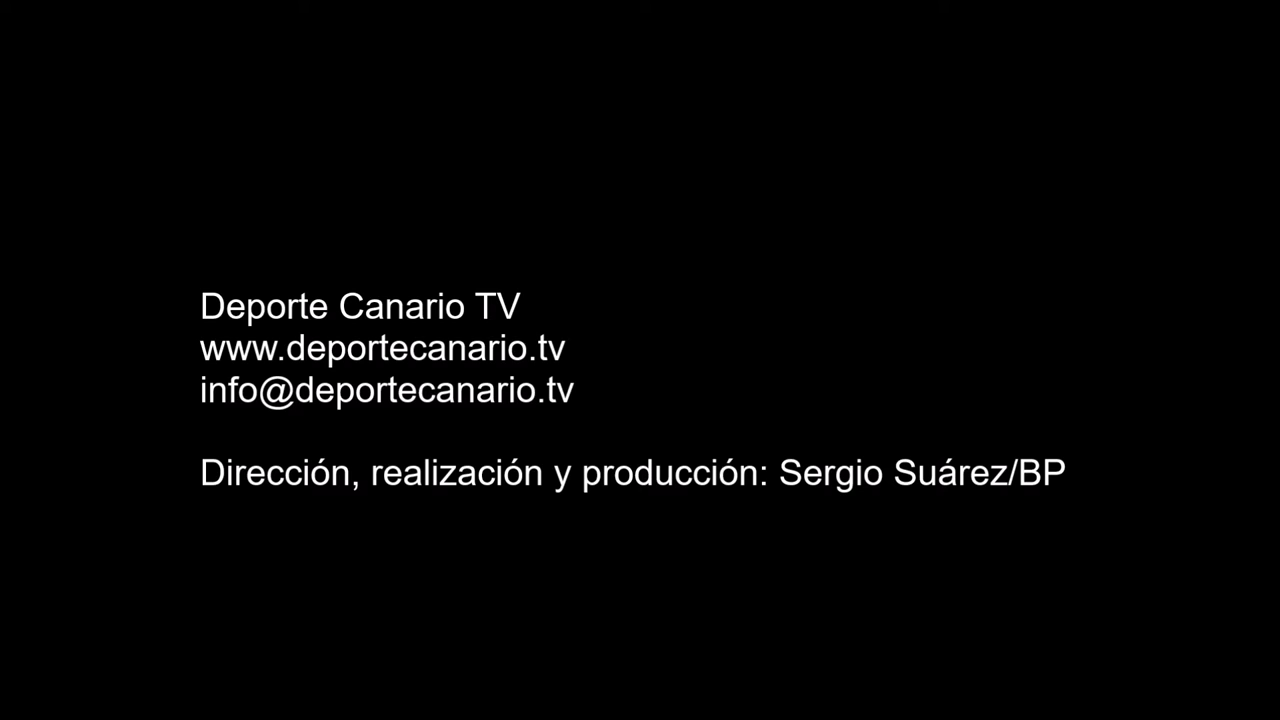 Deporte Canario TV
www.deportecanario.tv
info@deportecanario.tv
Dirección, realización y producción: Sergio Suárez/BP